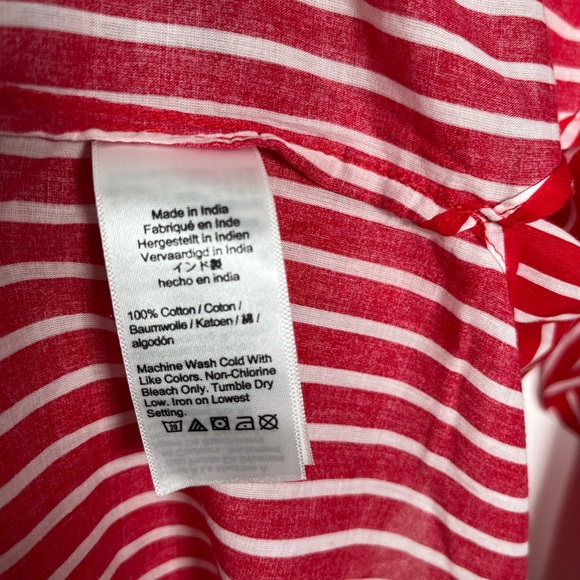 Made in India
Fabriqué en Inde
Hergestellt in Indien
Vervaardigd in India
インド製
hecho en india
100% Cotton / Coton /
Baumwolle / Katoen / 綿 /
algodón
Machine Wash Cold With
Like Colors. Non-Chlorine
Bleach Only. Tumble Dry
Low. Iron on Lowest
Setting.